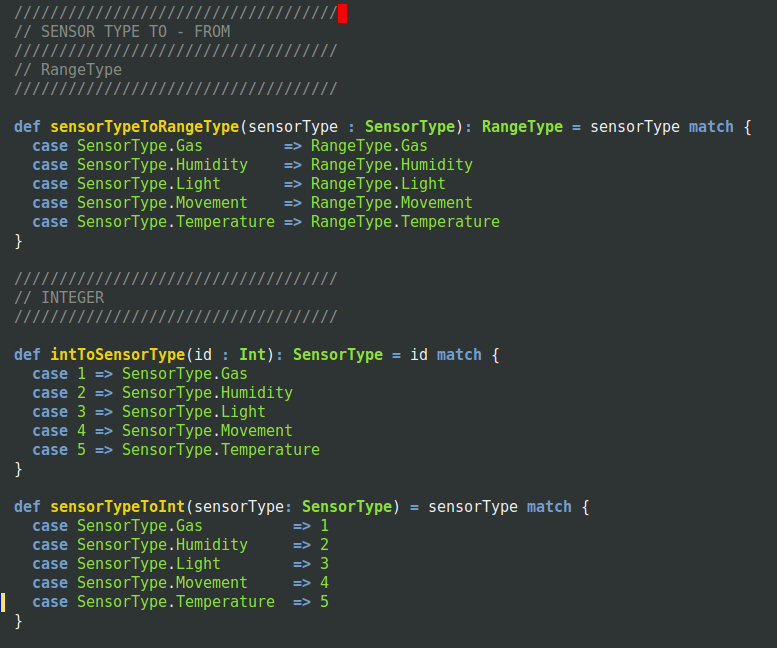 ////////////////////////////////////
// SENSOR TYPE TO - FROM
////////////////////////////////////
// RangeType
////////////////////////////////////

def sensorTypeToRangeType(sensorType : SensorType): RangeType = sensorType match {
  case SensorType.Gas         => RangeType.Gas
  case SensorType.Humidity    => RangeType.Humidity
  case SensorType.Light       => RangeType.Light
  case SensorType.Movement    => RangeType.Movement
  case SensorType.Temperature => RangeType.Temperature
}

////////////////////////////////////
// INTEGER
////////////////////////////////////

def intToSensorType(id : Int): SensorType = id match {
  case 1 => SensorType.Gas
  case 2 => SensorType.Humidity
  case 3 => SensorType.Light
  case 4 => SensorType.Movement
  case 5 => SensorType.Temperature
}

def sensorTypeToInt(sensorType: SensorType) = sensorType match {
  case SensorType.Gas          => 1
  case SensorType.Humidity     => 2
  case SensorType.Light        => 3
  case SensorType.Movement     => 4
  case SensorType.Temperature  => 5
}